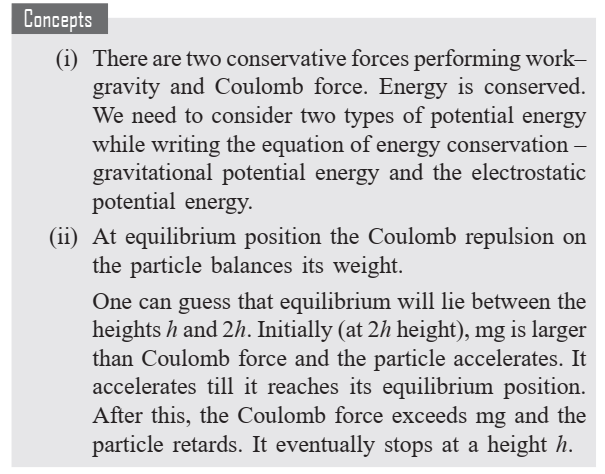 Concepts
(i) There are two conservative forces performing work–
gravity and Coulomb force. Energy is conserved.
We need to consider two types of potential energy
while writing the equation of energy conservation –
gravitational potential energy and the electrostatic
potential energy.
(ii) At equilibrium position the Coulomb repulsion on
the particle balances its weight.
One can guess that equilibrium will lie between the
heights h and 2h. Initially (at 2h height), mg is larger
than Coulomb force and the particle accelerates. It
accelerates till it reaches its equilibrium position.
After this, the Coulomb force exceeds mg and the
particle retards. It eventually stops at a height h.